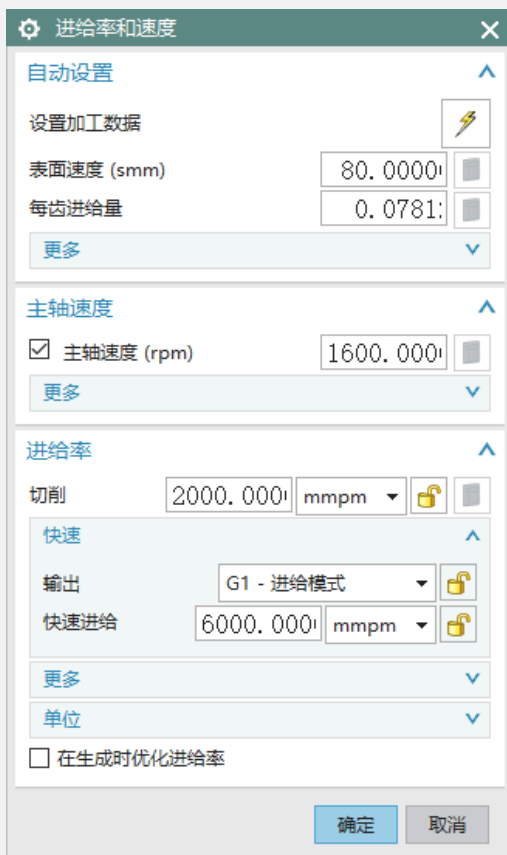 进给率和速度
自动设置
设置加工数据
表面速度 (smm) 80.0000
每齿进给量 0.0781
更多
主轴速度
主轴速度 (rpm) 1600.000
更多
进给率
切削 2000.000 mmpm
快速
输出 G1 - 进给模式
快速进给 6000.000 mmpm
更多
单位
在生成时优化进给率
确定 取消